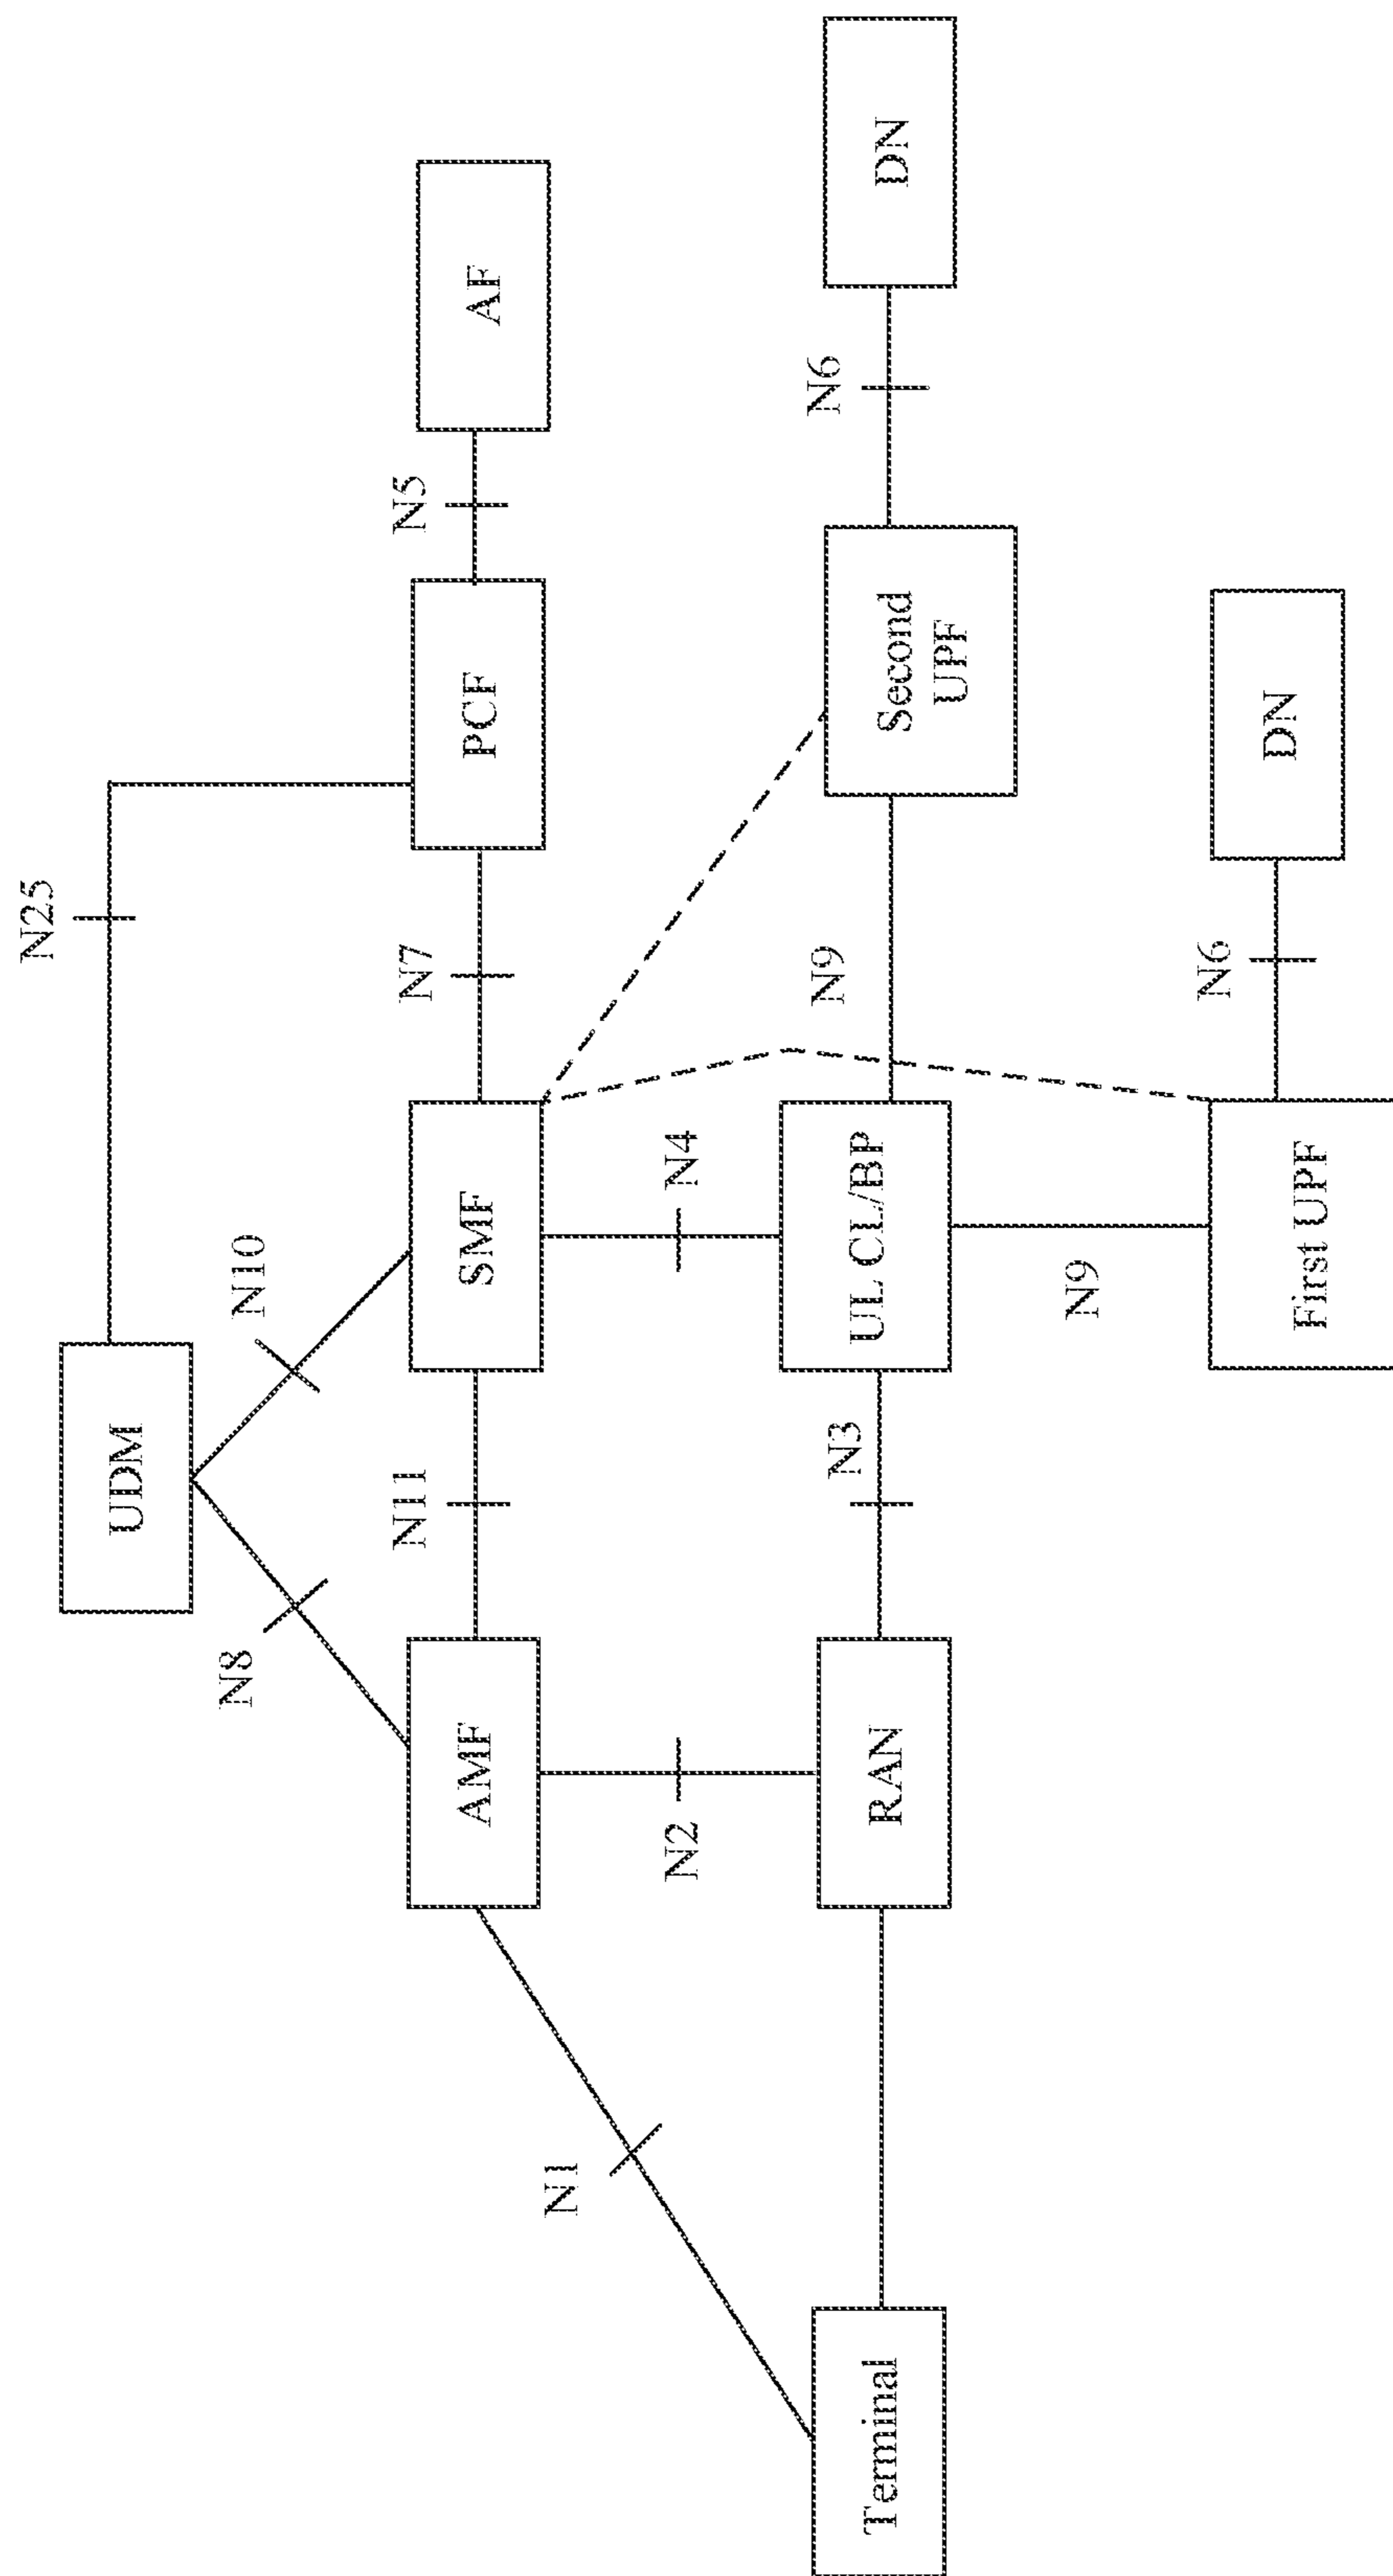 UDM
N25
N8
N10
AMF
N11
SMF
N7
PCF
N5
AF
N1
N2
N4
Terminal
RAN
N3
UL CL/BP
N9
Second
UPF
N6
DN
N9
First UPF
N6
DN